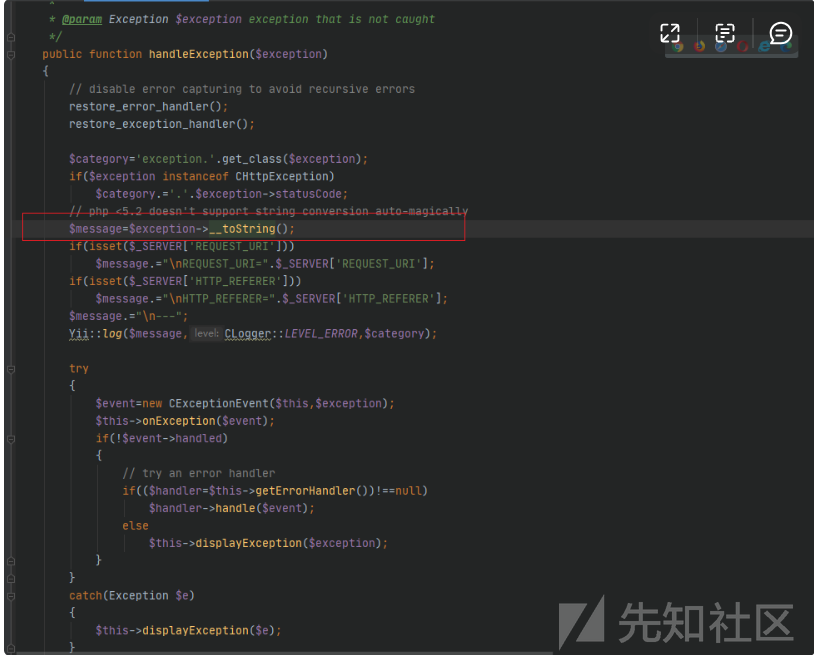 * @param Exception $exception exception that is not caught
*/
public function handleException($exception)
{
// disable error capturing to avoid recursive errors
restore_error_handler();
restore_exception_handler();
$category='exception.'.get_class($exception);
if($exception instanceof CHttpException)
$category.='.'.$exception->statusCode;
// php <5.2 doesn't support string conversion auto-magically
$message=$exception->__toString();
if(isset($_SERVER['REQUEST_URI']))
$message.="\nREQUEST_URI=".$_SERVER['REQUEST_URI'];
if(isset($_SERVER['HTTP_REFERER']))
$message.="\nHTTP_REFERER=".$_SERVER['HTTP_REFERER'];
$message.="\n---";
Yii::log($message, level: CLogger::LEVEL_ERROR,$category);
try
{
$event=new CExceptionEvent($this,$exception);
$this->onException($event);
if(!$event->handled)
{
// try an error handler
if(($handler=$this->getErrorHandler())!==null)
$handler->handle($event);
else
$this->displayException($exception);
}
}
catch(Exception $e)
{
$this->displayException($e);
}
先知社区